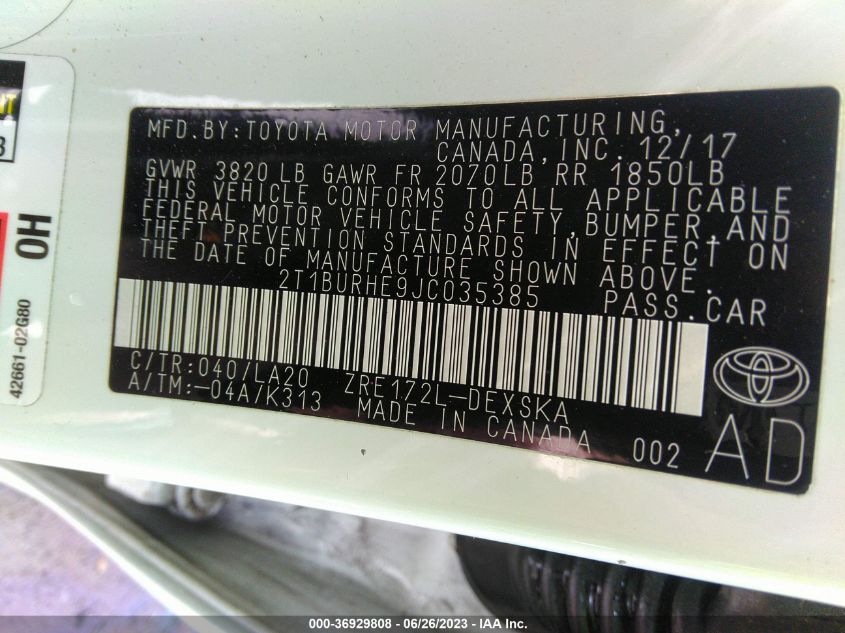 MFD.BY:TOYOTA MOTOR MANUFACTURING,
CANADA,INC. 12/17
GVWR 3820 LB GAWR FR 2070LB RR 1850LB
THIS VEHICLE CONFORMS TO ALL APPLICABLE
FEDERAL MOTOR VEHICLE SAFETY,BUMPER,AND
THEFT PREVENTION STANDARDS IN EFFECT ON
THE DATE OF MANUFACTURE SHOWN ABOVE.
2T1BURHE9JC035385
PASS.CAR
C/TR:040/LA20 ZRE172L-DEXSKA
A/TM:-04A/K313 MADE IN CANADA 002 AD
OH
42661-02G80
000-36929808 - 06/26/2023 - IAA Inc.